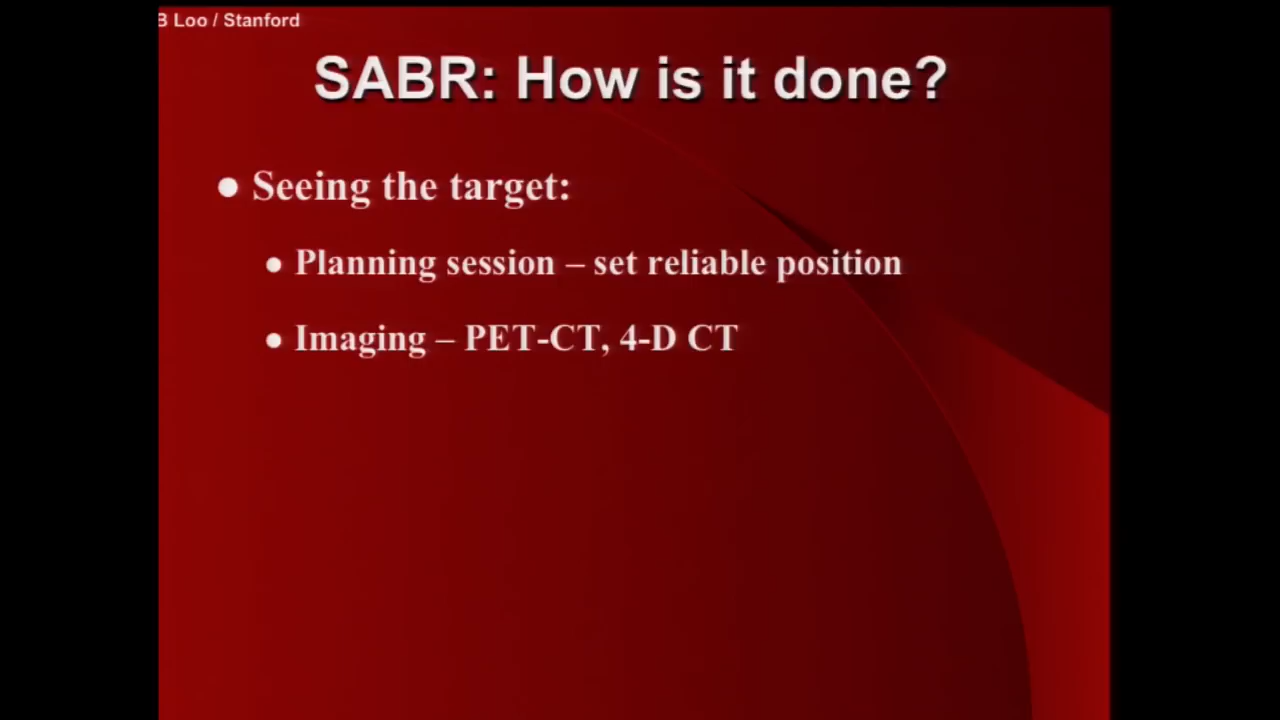 B Loo / Stanford
SABR: How is it done?
● Seeing the target:
● Planning session – set reliable position
● Imaging – PET-CT, 4-D CT